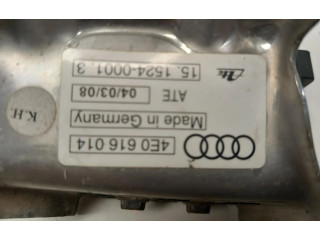 4E0 616 014
Made in Germany
ATE 04/03/08
15. 1524-0001. 3
K.H.